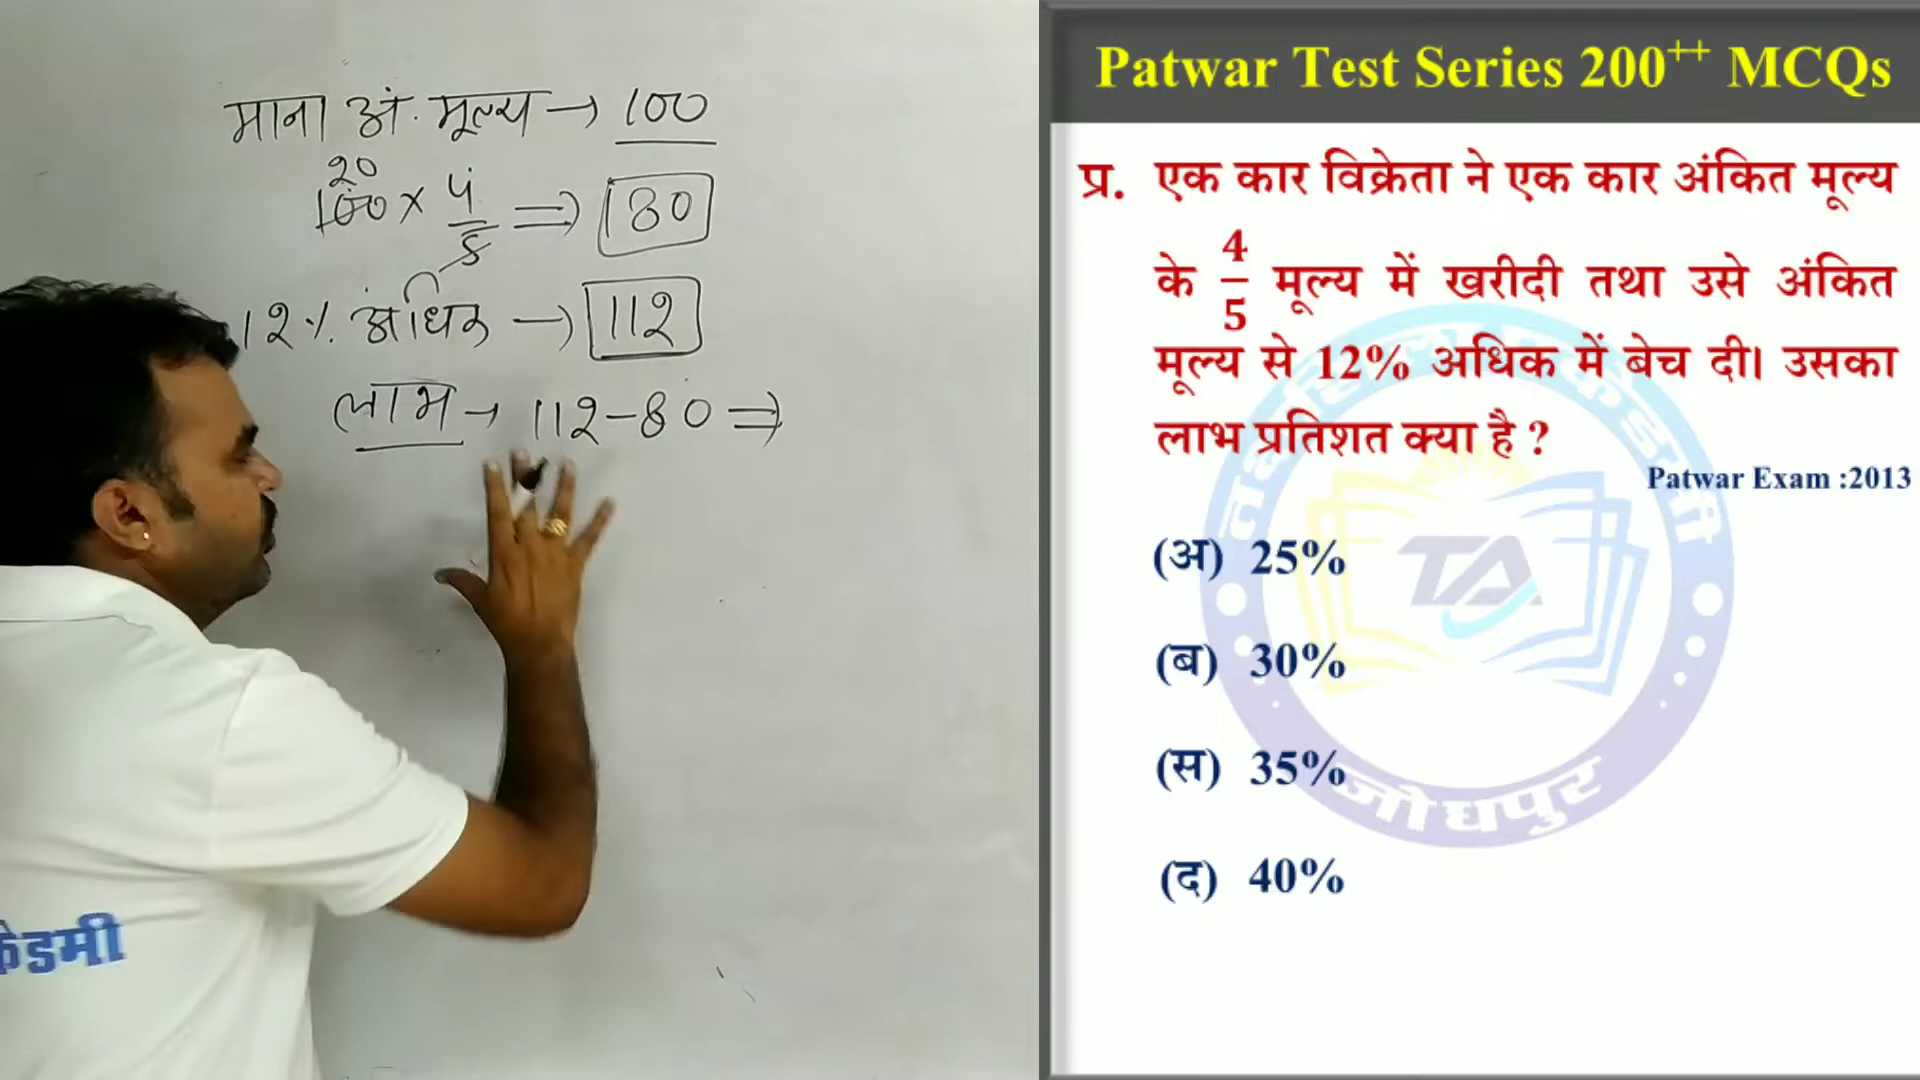 माना अं. मूल्य → 100
20
100 × 4/5 ⇒ 80
12% अधिक → 112
लाभ → 112-80 ⇒
केडमी
Patwar Test Series 200++ MCQs
प्र. एक कार विक्रेता ने एक कार अंकित मूल्य
के 4/5 मूल्य में खरीदी तथा उसे अंकित
मूल्य से 12% अधिक में बेच दी। उसका
लाभ प्रतिशत क्या है ?
Patwar Exam :2013
(अ) 25%
(ब) 30%
(स) 35%
(द) 40%
TA
जोधपुर